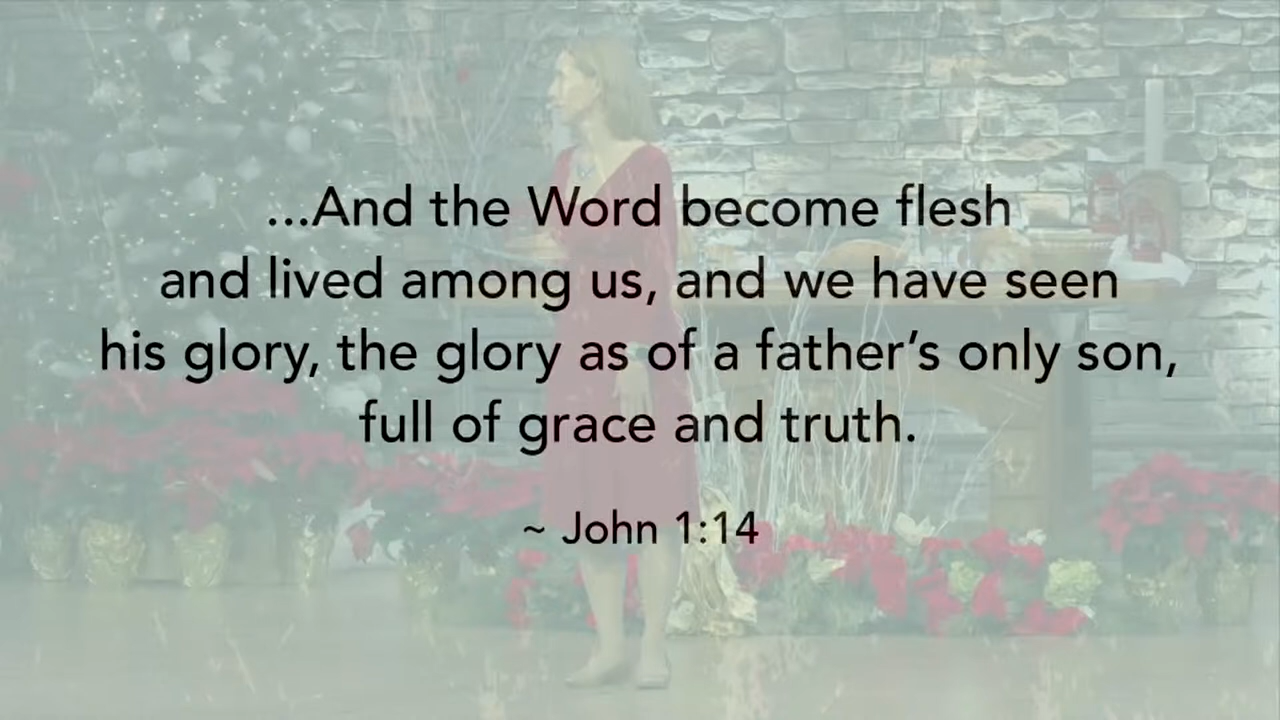 ...And the Word become flesh
and lived among us, and we have seen
his glory, the glory as of a father’s only son,
full of grace and truth.
~ John 1:14